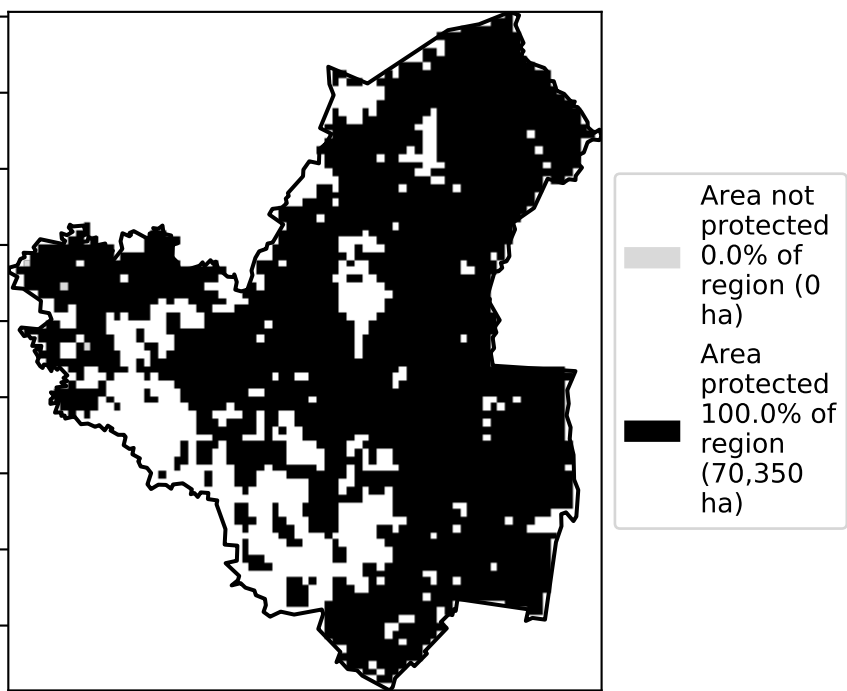 Area not
protected
0.0% of
region (0
ha)
Area
protected
100.0% of
region
(70,350
ha)